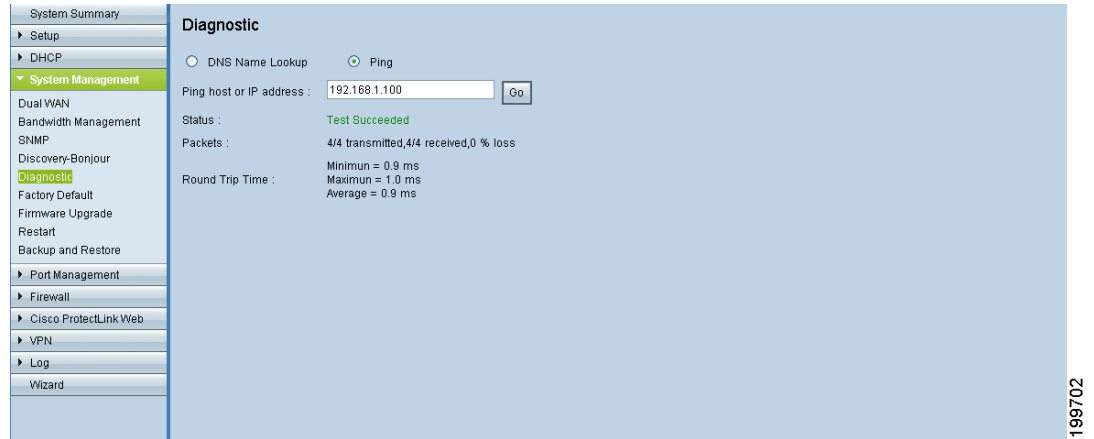 System Summary
Setup
DHCP
System Management
Dual WAN
Bandwidth Management
SNMP
Discovery-Bonjour
Diagnostic
Factory Default
Firmware Upgrade
Restart
Backup and Restore
Port Management
Firewall
Cisco ProtectLink Web
VPN
Log
Wizard
Diagnostic
DNS Name Lookup Ping
Ping host or IP address : 192.168.1.100 Go
Status : Test Succeeded
Packets : 4/4 transmitted,4/4 received,0 % loss
Round Trip Time : Minimun = 0.9 ms
Maximun = 1.0 ms
Average = 0.9 ms
199702